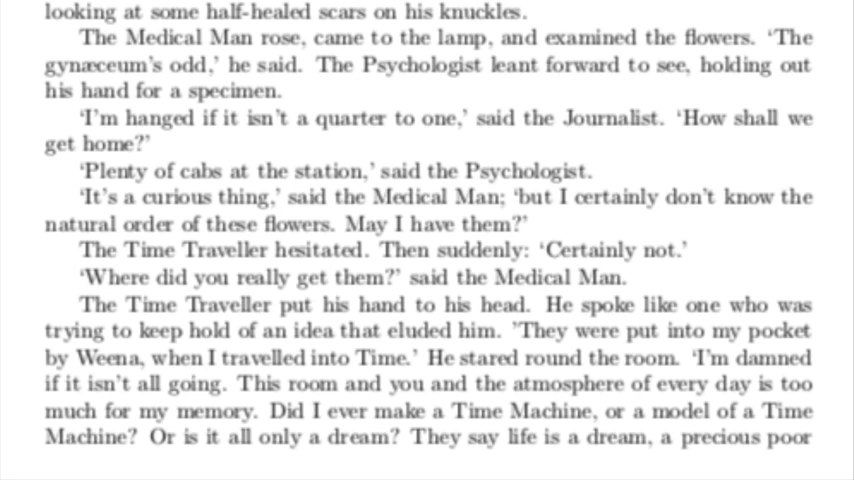 looking at some half-healed scars on his knuckles.
The Medical Man rose, came to the lamp, and examined the flowers. ‘The
gynæceum’s odd,’ he said. The Psychologist leant forward to see, holding out
his hand for a specimen.
‘I’m hanged if it isn’t a quarter to one,’ said the Journalist. ‘How shall we
get home?’
‘Plenty of cabs at the station,’ said the Psychologist.
‘It’s a curious thing,’ said the Medical Man; ‘but I certainly don’t know the
natural order of these flowers. May I have them?’
The Time Traveller hesitated. Then suddenly: ‘Certainly not.’
‘Where did you really get them?’ said the Medical Man.
The Time Traveller put his hand to his head. He spoke like one who was
trying to keep hold of an idea that eluded him. ’They were put into my pocket
by Weena, when I travelled into Time.’ He stared round the room. ‘I’m damned
if it isn’t all going. This room and you and the atmosphere of every day is too
much for my memory. Did I ever make a Time Machine, or a model of a Time
Machine? Or is it all only a dream? They say life is a dream, a precious poor